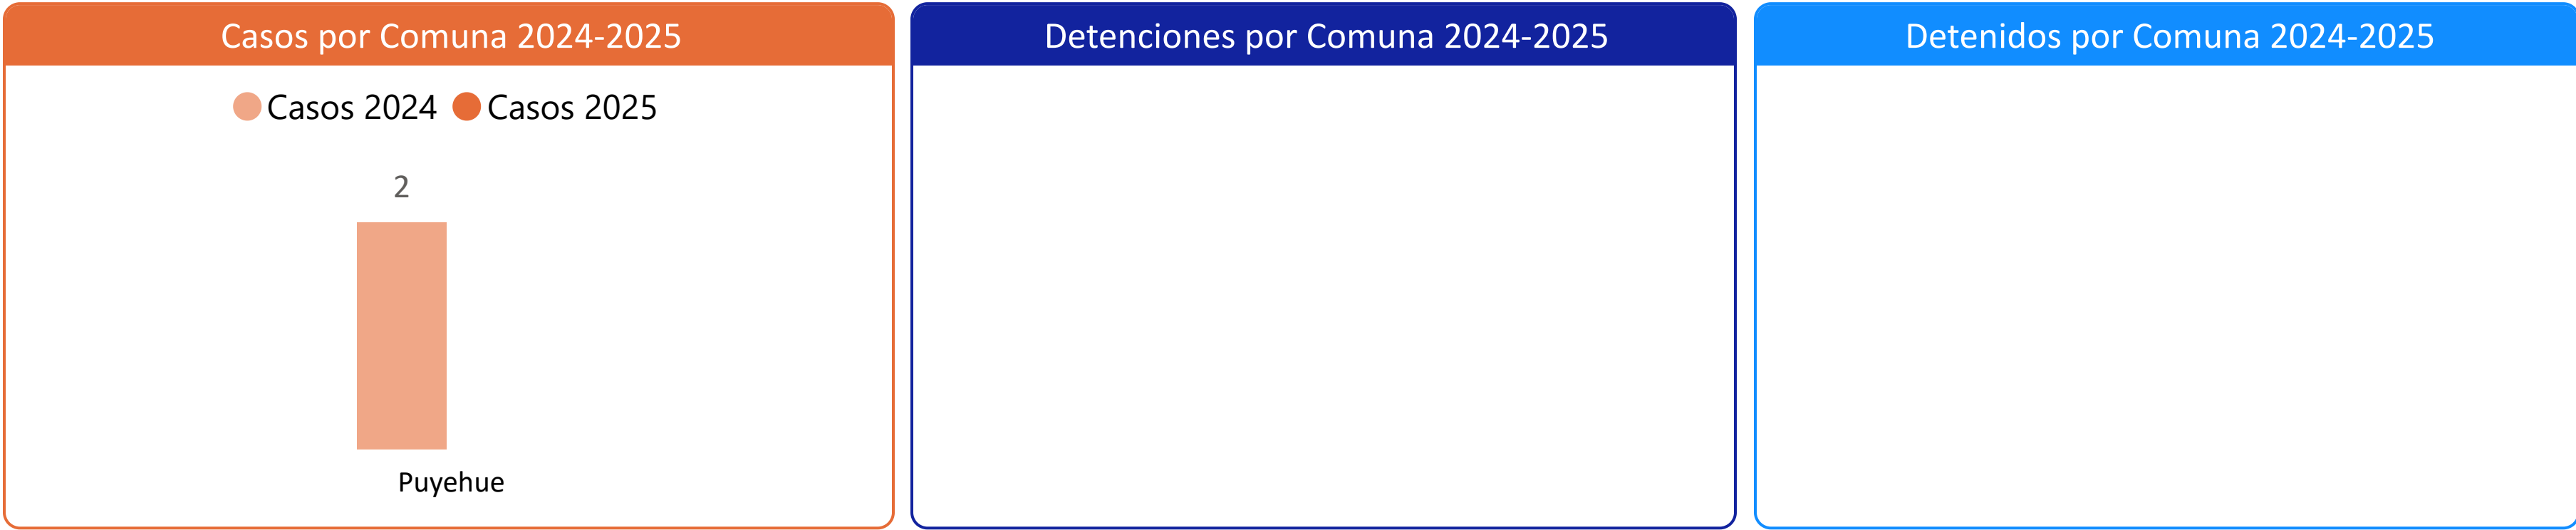 Casos por Comuna 2024-2025
Casos 2024 Casos 2025
2
Puyehue
Detenciones por Comuna 2024-2025
Detenidos por Comuna 2024-2025